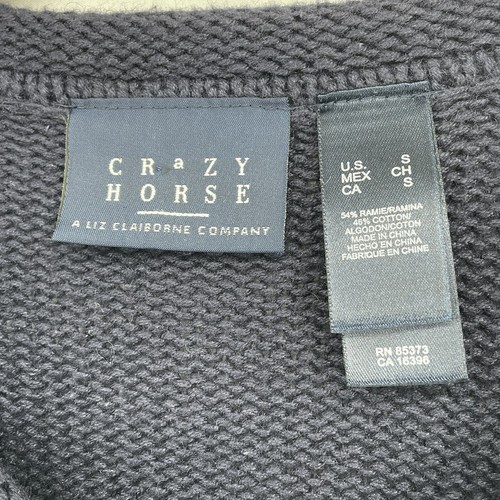 CRaZY
HORSE
A LIZ CLAIBORNE COMPANY
U.S. S
MEX CH
CA S
54% RAMIE/RAMINA
46% COTTON/
ALGODON/COTON
MADE IN CHINA
HECHO EN CHINA
FABRIQUE EN CHINE
RN 85373
CA 16396